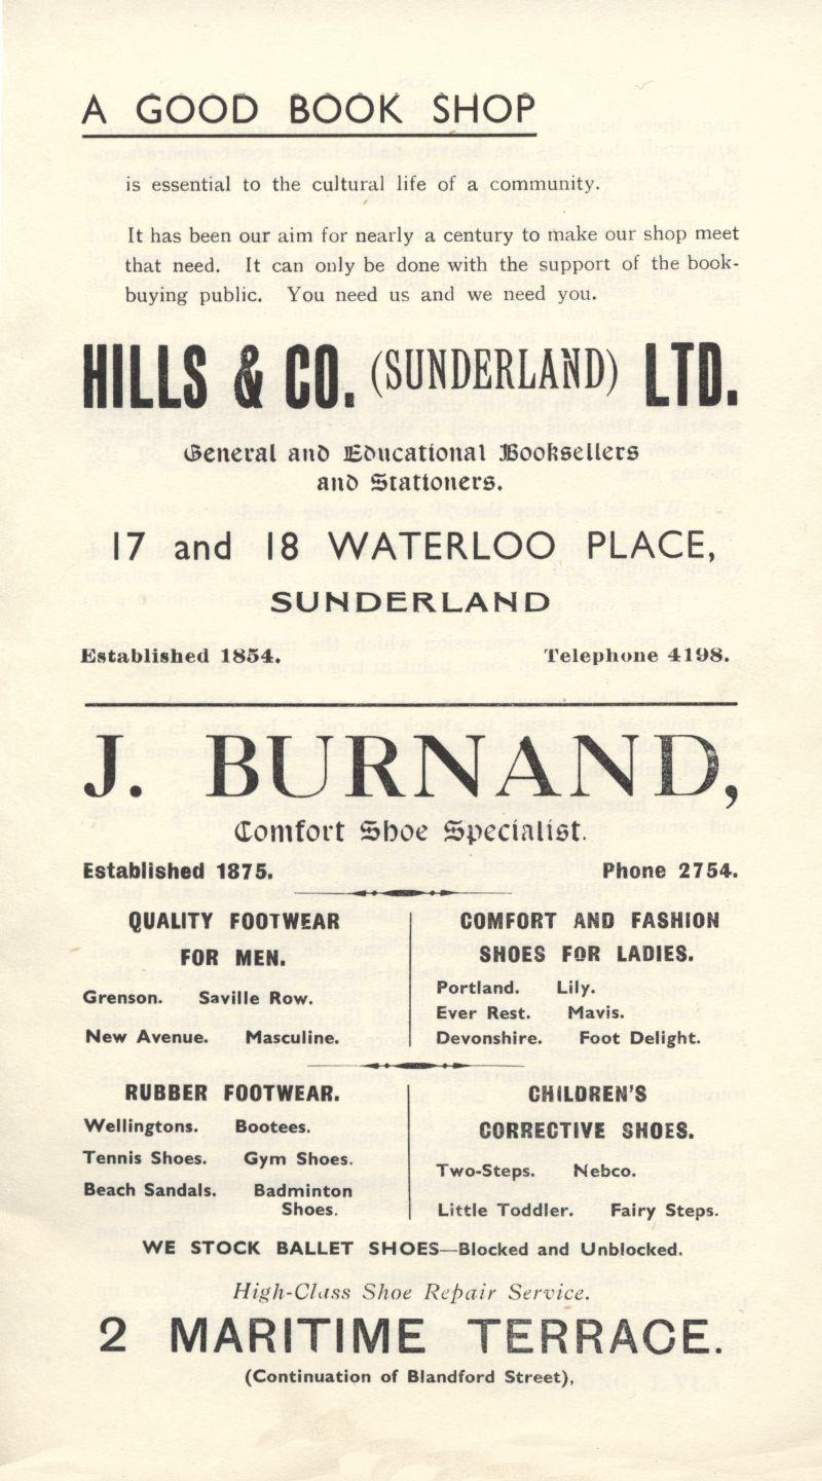 A GOOD BOOK SHOP
is essential to the cultural life of a community.
It has been our aim for nearly a century to make our shop meet
that need. It can only be done with the support of the book-
buying public. You need us and we need you.
HILLS & CO. (SUNDERLAND) LTD.
General and Educational Booksellers
and Stationers.
17 and 18 WATERLOO PLACE,
SUNDERLAND
Established 1854. Telephone 4198.
J. BURNAND,
Comfort Shoe Specialist.
Established 1875. Phone 2754.
QUALITY FOOTWEAR
FOR MEN.
Grenson. Saville Row.
New Avenue. Masculine.
COMFORT AND FASHION
SHOES FOR LADIES.
Portland. Lily.
Ever Rest. Mavis.
Devonshire. Foot Delight.
RUBBER FOOTWEAR.
Wellingtons. Bootees.
Tennis Shoes. Gym Shoes.
Beach Sandals. Badminton
Shoes.
CHILDREN'S
CORRECTIVE SHOES.
Two-Steps. Nebco.
Little Toddler. Fairy Steps.
WE STOCK BALLET SHOES—Blocked and Unblocked.
High-Class Shoe Repair Service.
2 MARITIME TERRACE.
(Continuation of Blandford Street),